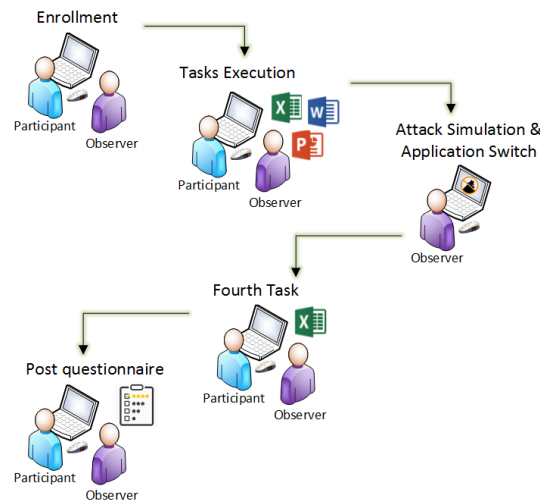 Enrollment
Participant
Observer
Tasks Execution
X
W
P
Participant
Observer
Attack Simulation &
Application Switch
Observer
Fourth Task
X
Participant
Observer
Post questionnaire
Participant
Observer